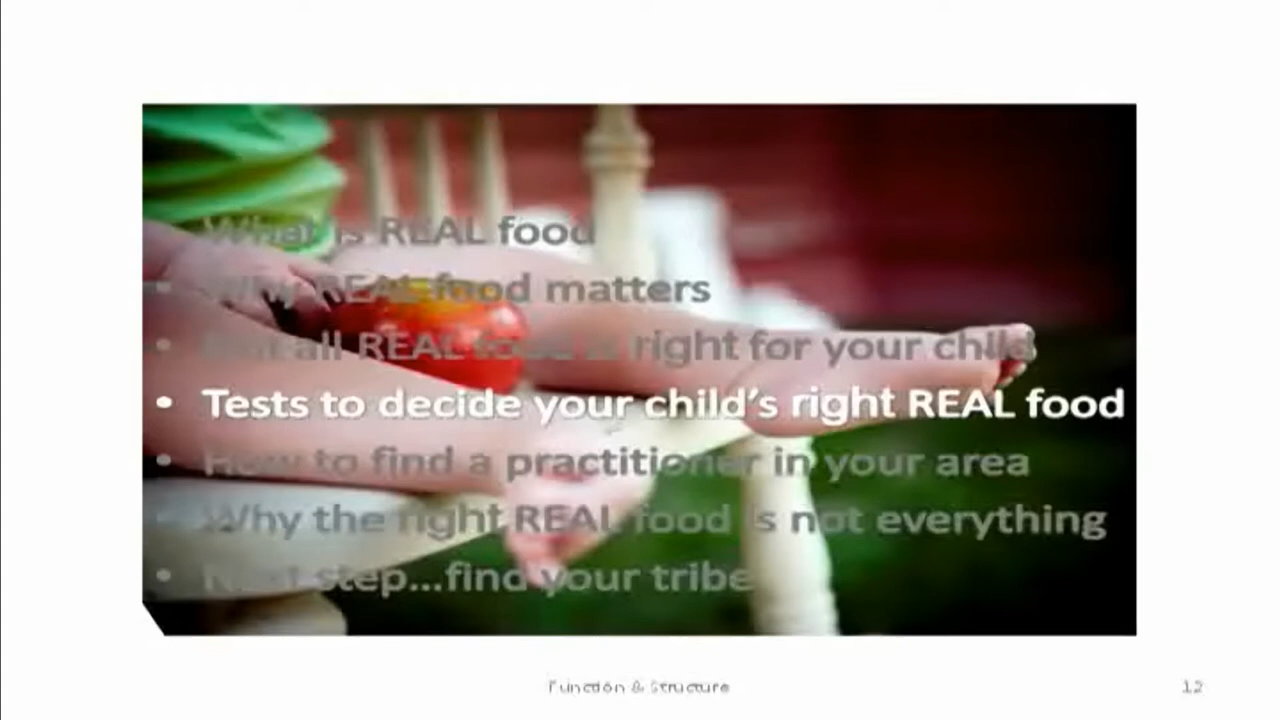 What is REAL food
• Why REAL food matters
• Not all REAL food is right for your child
• Tests to decide your child's right REAL food
• How to find a practitioner in your area
• Why the right REAL food is not everything
• Next step...find your tribe
Function & Structure
12